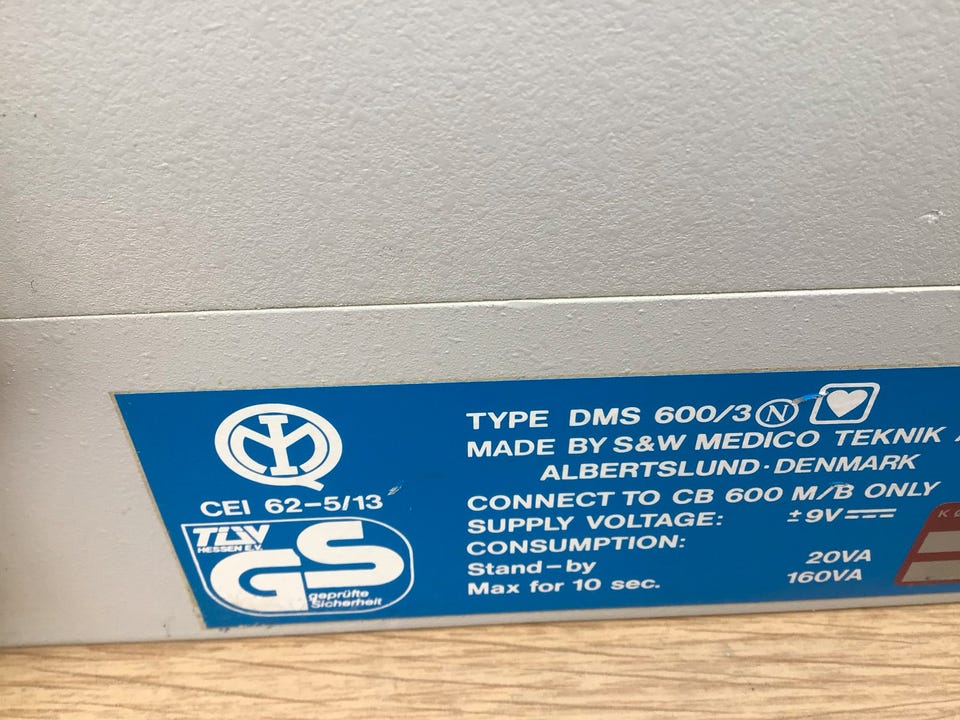 IMQ
CEI 62-5/13
TÜV
HESSEN E.V.
GS
geprüfte
Sicherheit
TYPE DMS 600/3 N
MADE BY S&W MEDICO TEKNIK A
ALBERTSLUND·DENMARK
CONNECT TO CB 600 M/B ONLY
SUPPLY VOLTAGE: ±9V
CONSUMPTION:
Stand-by 20VA
Max for 10 sec. 160VA
K